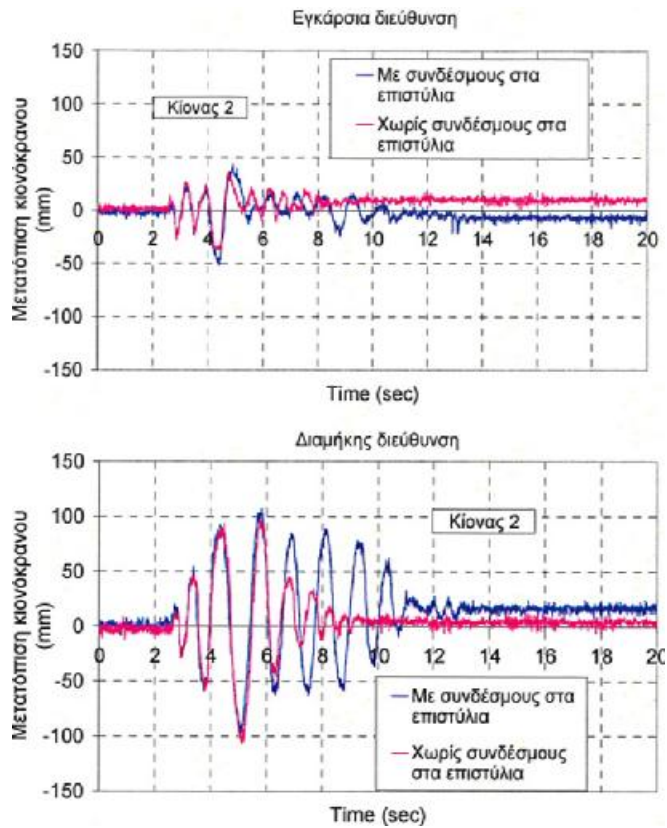 Εγκάρσια διεύθυνση
150
100
50
0
-50
-100
-150
Μετατόπιση κιονόκρανου
(mm)
Κίονας 2
Με συνδέσμους στα
επιστύλια
Χωρίς συνδέσμους στα
επιστύλια
0 2 4 6 8 10 12 14 16 18 20
Time (sec)
Διαμήκης διεύθυνση
150
100
50
0
-50
-100
-150
Μετατόπιση κιονόκρανου
(mm)
Κίονας 2
0 2 4 6 8 10 12 14 16 18 20
Με συνδέσμους στα
επιστύλια
Χωρίς συνδέσμους
στα επιστύλια
Time (sec)